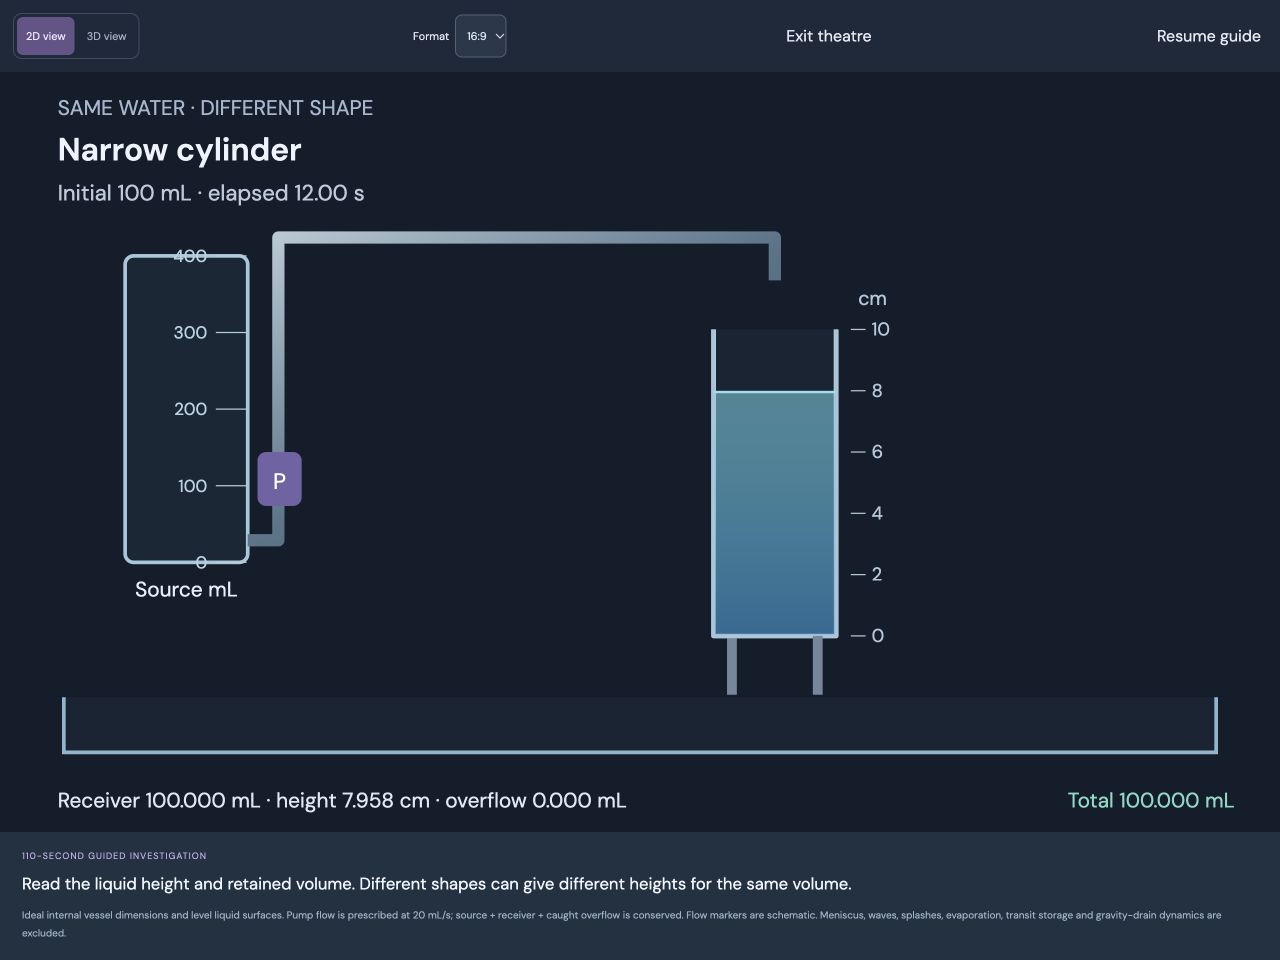 2D view
3D view
Format
16:9
Exit theatre
Resume guide
SAME WATER · DIFFERENT SHAPE
Narrow cylinder
Initial 100 mL · elapsed 12.00 s
400
300
200
100
0
Source mL
P
cm
10
8
6
4
2
0
Receiver 100.000 mL · height 7.958 cm · overflow 0.000 mL
Total 100.000 mL
110-SECOND GUIDED INVESTIGATION
Read the liquid height and retained volume. Different shapes can give different heights for the same volume.
Ideal internal vessel dimensions and level liquid surfaces. Pump flow is prescribed at 20 mL/s; source + receiver + caught overflow is conserved. Flow markers are schematic. Meniscus, waves, splashes, evaporation, transit storage and gravity-drain dynamics are
excluded.